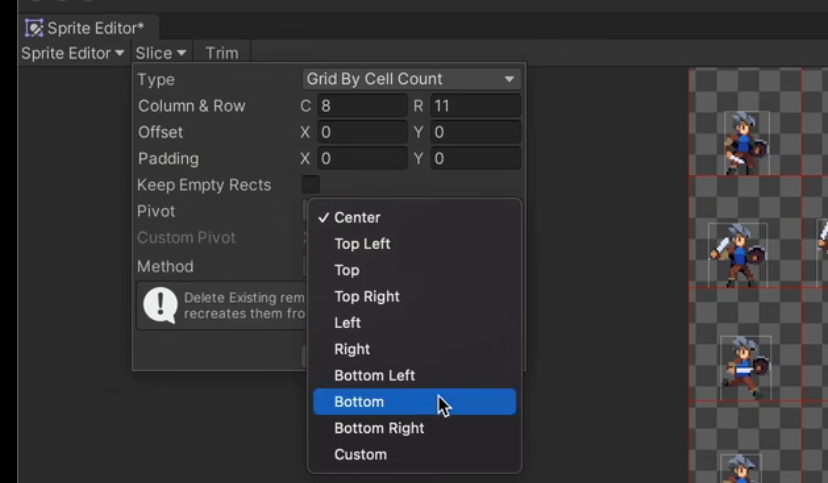 Sprite Editor*
Sprite Editor Slice Trim
Type Grid By Cell Count
Column & Row C 8 R 11
Offset X 0 Y 0
Padding X 0 Y 0
Keep Empty Rects
Pivot
✓ Center
Custom Pivot
Top Left
Method
Top
Delete Existing rem
Top Right
recreates them fro
Left
Right
Bottom Left
Bottom
Bottom Right
Custom